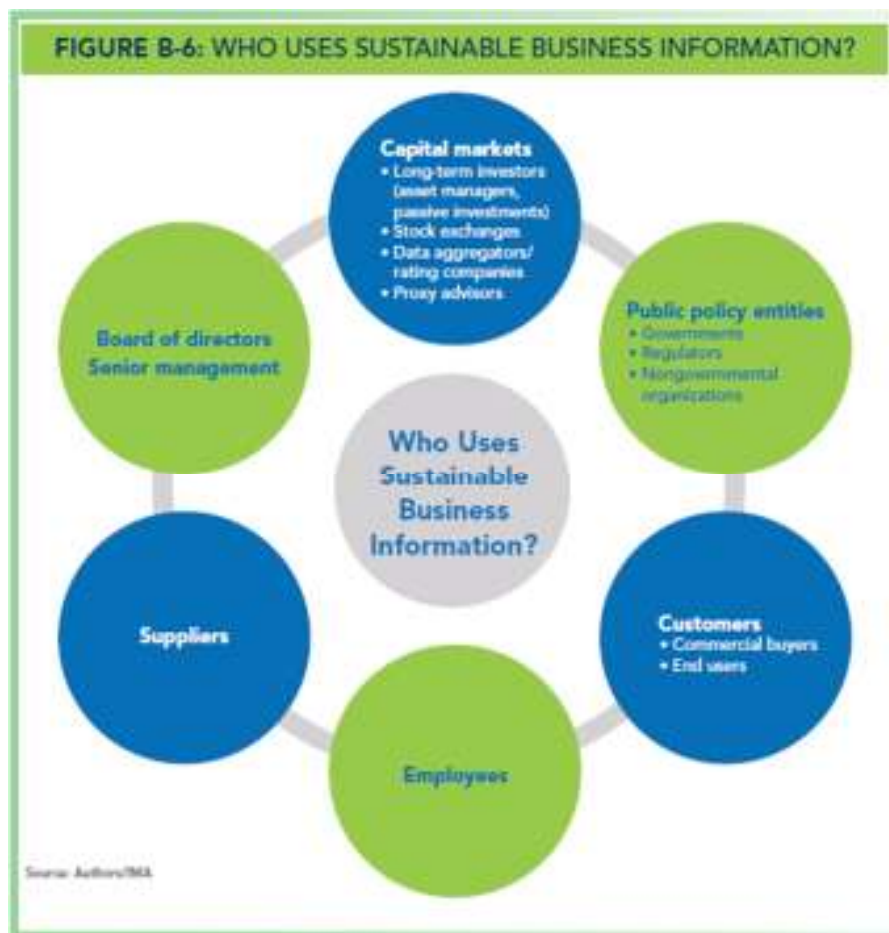 FIGURE B-6: WHO USES SUSTAINABLE BUSINESS INFORMATION?
Capital markets
• Long-term investors
(asset managers,
passive investments)
• Stock exchanges
• Data aggregators/
rating companies
• Proxy advisors
Board of directors
Senior management
Public policy entities
• Governments
• Regulators
• Nongovernmental
organizations
Who Uses
Sustainable
Business
Information?
Suppliers
Customers
• Commercial buyers
• End users
Employees
Source: Authors/IMA